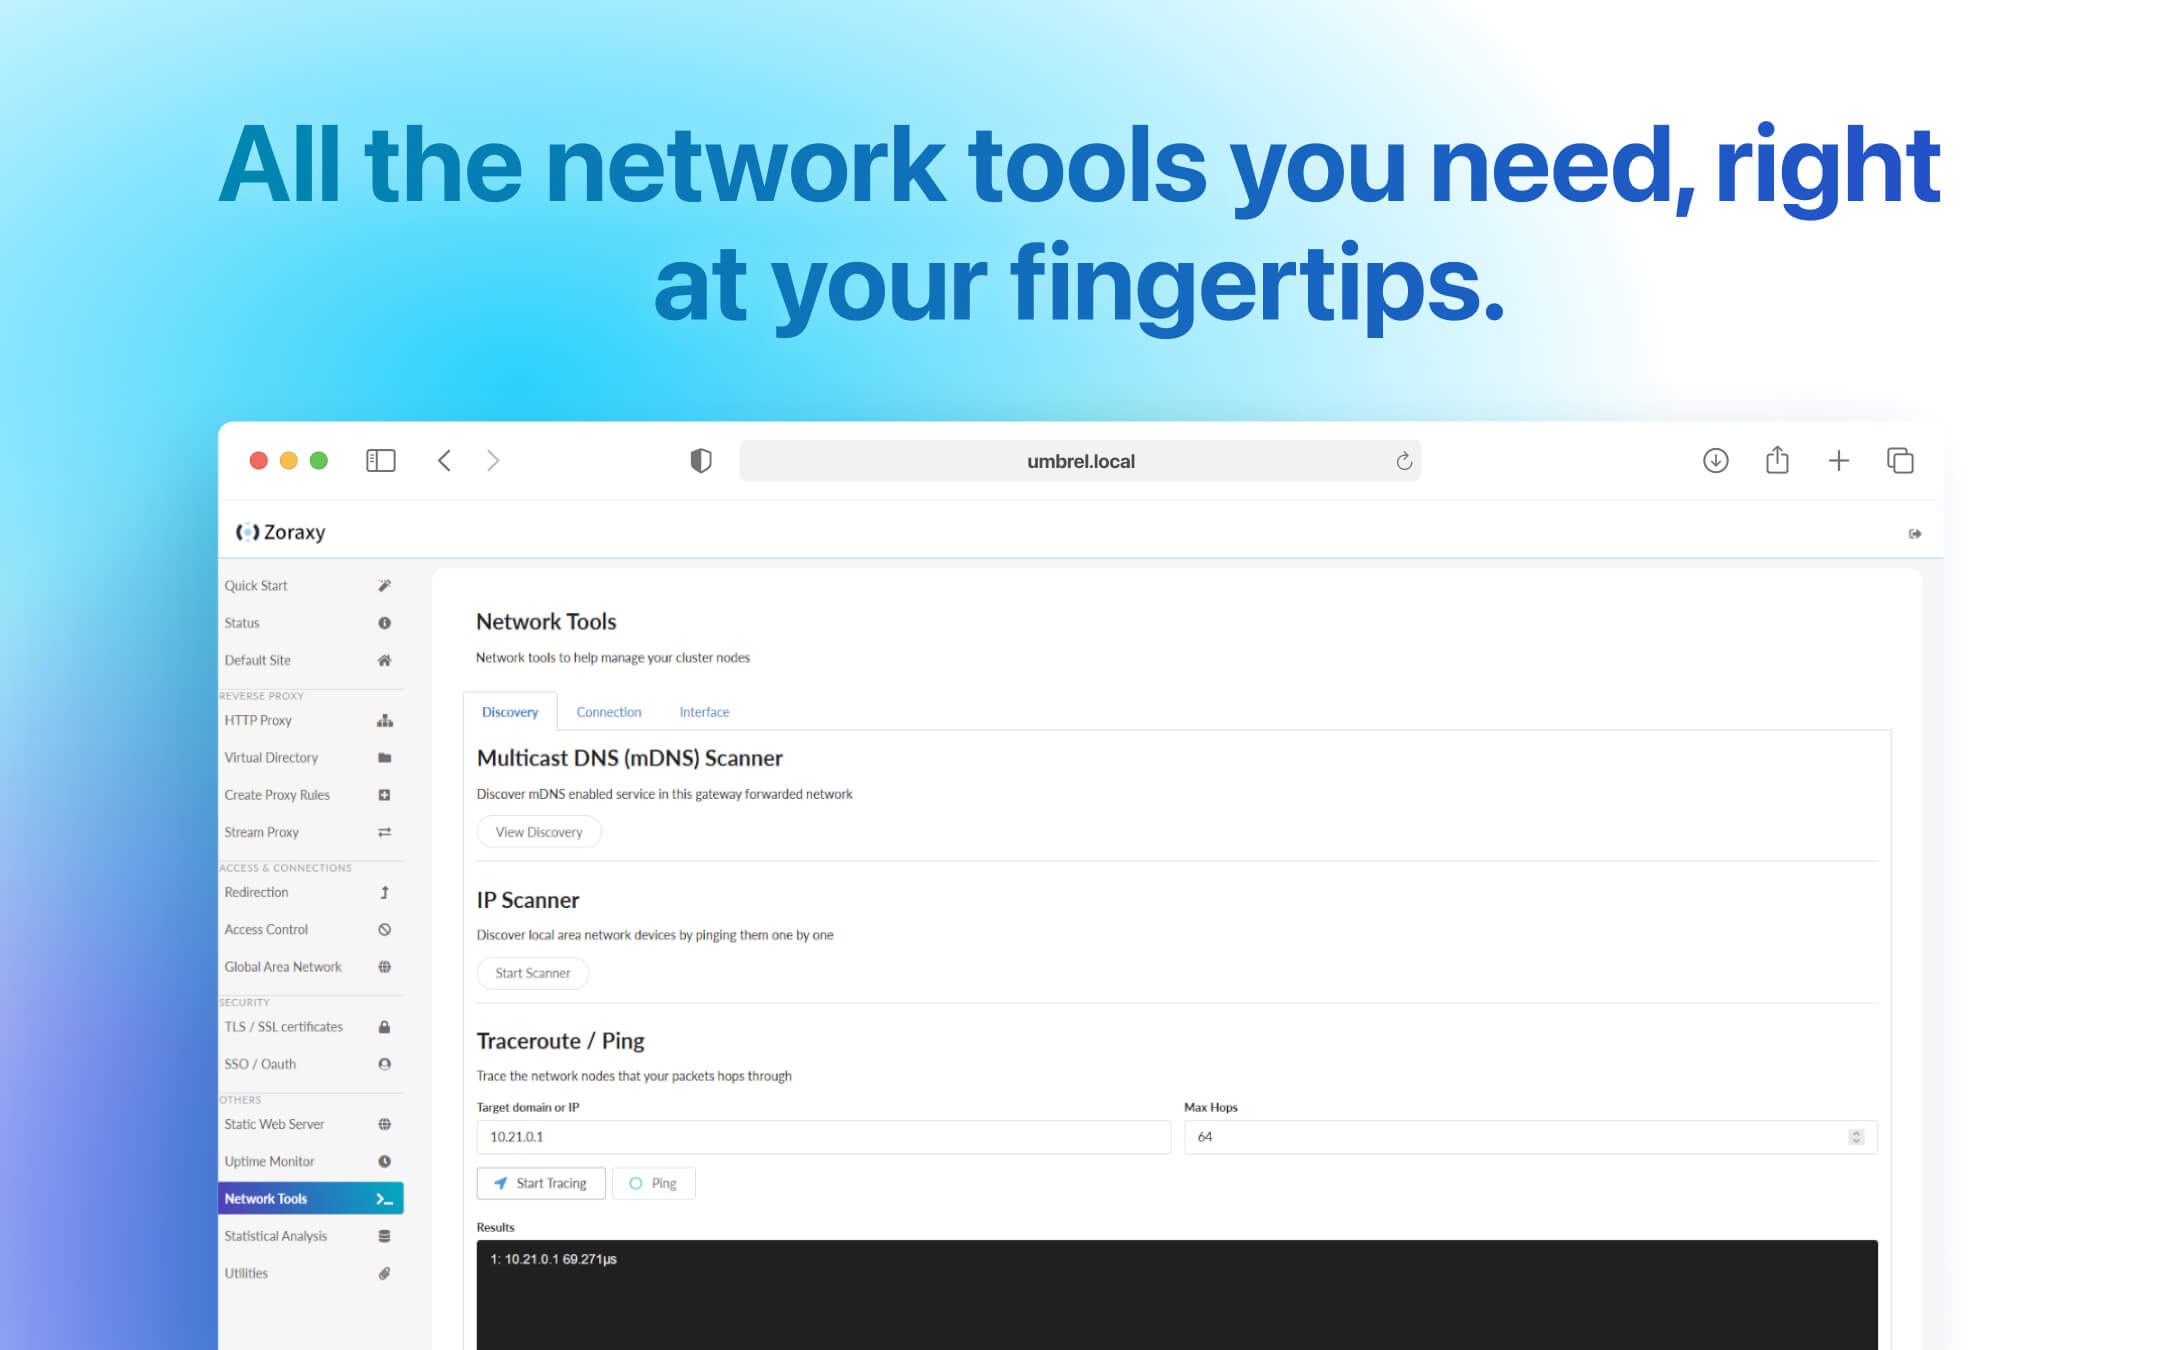 All the network tools you need, right
at your fingertips.
umbrel.local
Zoraxy
Quick Start
Status
Default Site
REVERSE PROXY
HTTP Proxy
Virtual Directory
Create Proxy Rules
Stream Proxy
ACCESS & CONNECTIONS
Redirection
Access Control
Global Area Network
SECURITY
TLS / SSL certificates
SSO / Oauth
OTHERS
Static Web Server
Uptime Monitor
Network Tools
Statistical Analysis
Utilities
Network Tools
Network tools to help manage your cluster nodes
Discovery Connection Interface
Multicast DNS (mDNS) Scanner
Discover mDNS enabled service in this gateway forwarded network
View Discovery
IP Scanner
Discover local area network devices by pinging them one by one
Start Scanner
Traceroute / Ping
Trace the network nodes that your packets hops through
Target domain or IP Max Hops
10.21.0.1 64
Start Tracing Ping
Results
1: 10.21.0.1 69.271µs